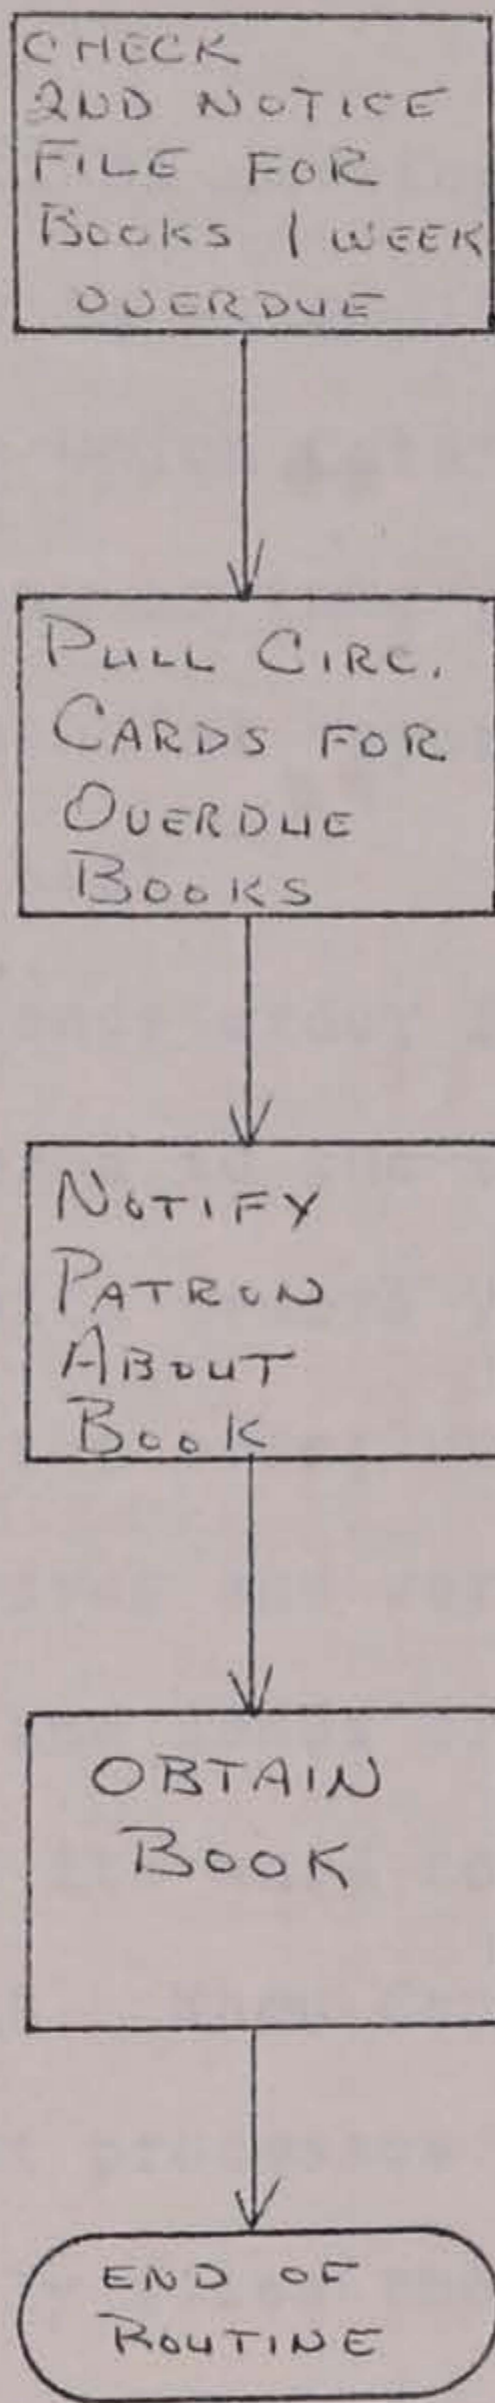 CHECK
2ND NOTICE
FILE FOR
BOOKS 1 WEEK
OVERDUE
PULL CIRC.
CARDS FOR
OVERDUE
BOOKS
NOTIFY
PATRON
ABOUT
BOOK
OBTAIN
BOOK
END OF
ROUTINE